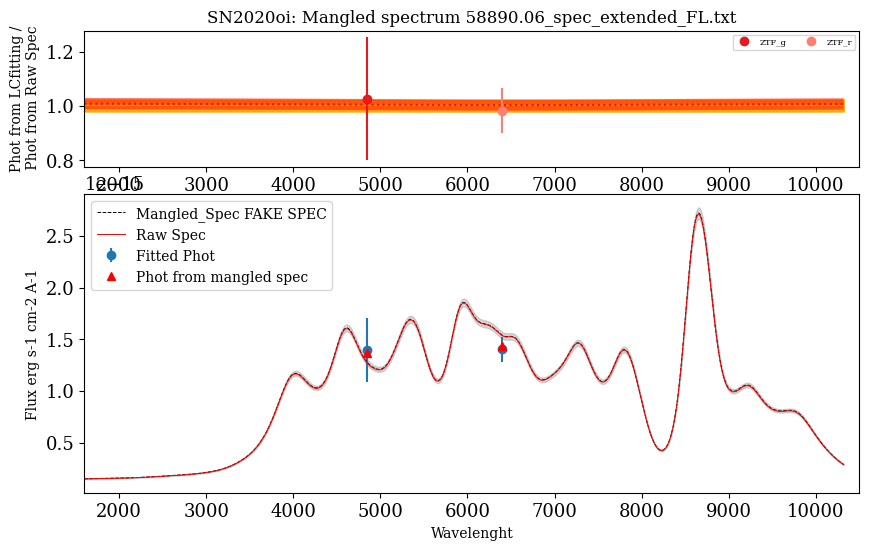 SN2020oi: Mangled spectrum 58890.06_spec_extended_FL.txt
Phot from LCfitting /
Phot from Raw Spec
1.2
1.0
0.8
ZTF_g ZTF_r
2000 3000 4000 5000 6000 7000 8000 9000 10000
1e−15
Flux erg s-1 cm-2 A-1
2.5
2.0
1.5
1.0
0.5
Mangled_Spec FAKE SPEC
Raw Spec
Fitted Phot
Phot from mangled spec
2000 3000 4000 5000 6000 7000 8000 9000 10000
Wavelenght